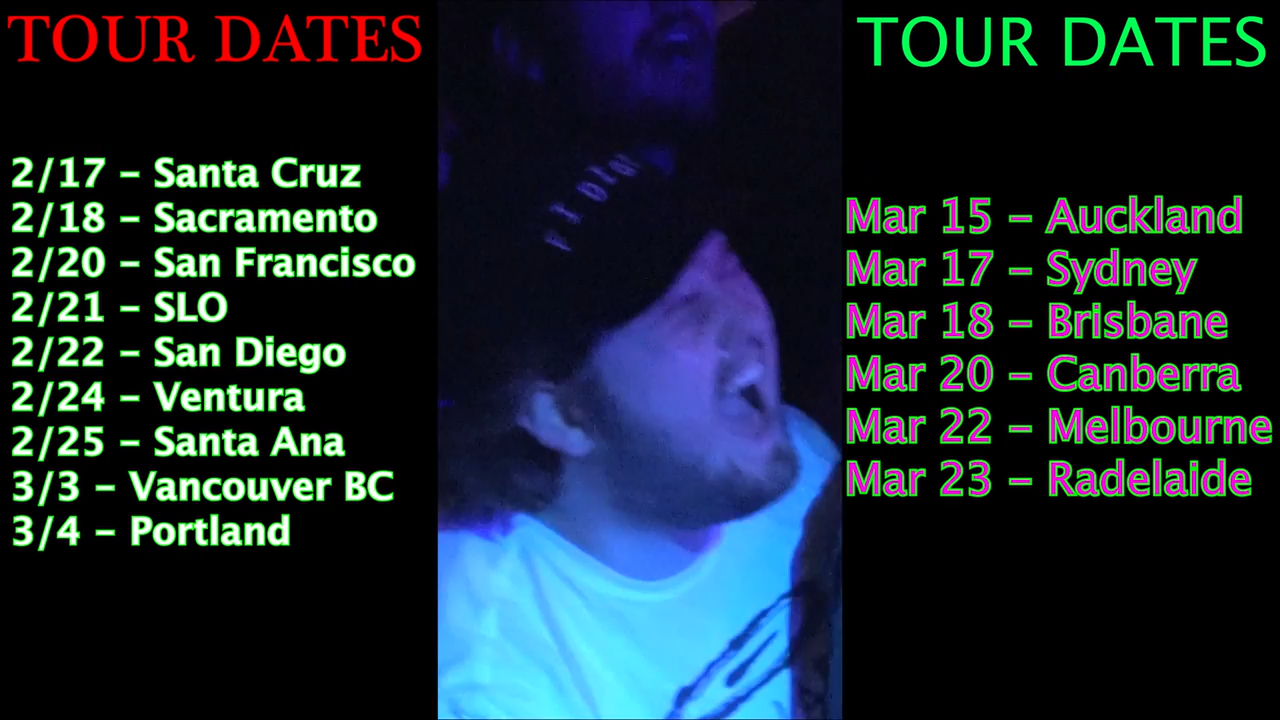 TOUR DATES
2/17 – Santa Cruz
2/18 – Sacramento
2/20 – San Francisco
2/21 – SLO
2/22 – San Diego
2/24 – Ventura
2/25 – Santa Ana
3/3 – Vancouver BC
3/4 – Portland
TOUR DATES
Mar 15 – Auckland
Mar 17 – Sydney
Mar 18 – Brisbane
Mar 20 – Canberra
Mar 22 – Melbourne
Mar 23 – Radelaide